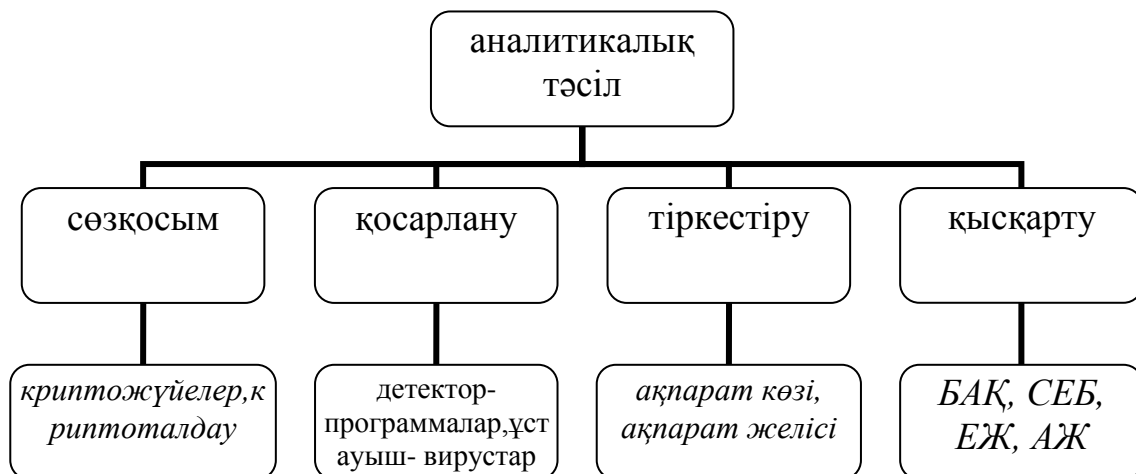 аналитикалық
тәсіл
сөзқосым
қосарлану
тіркестіру
қысқарту
криптожүйелер,к
риптоталдау
детектор-
программалар,ұст
ауыш- вирустар
ақпарат көзі,
ақпарат желісі
БАҚ, СЕБ,
ЕЖ, АЖ